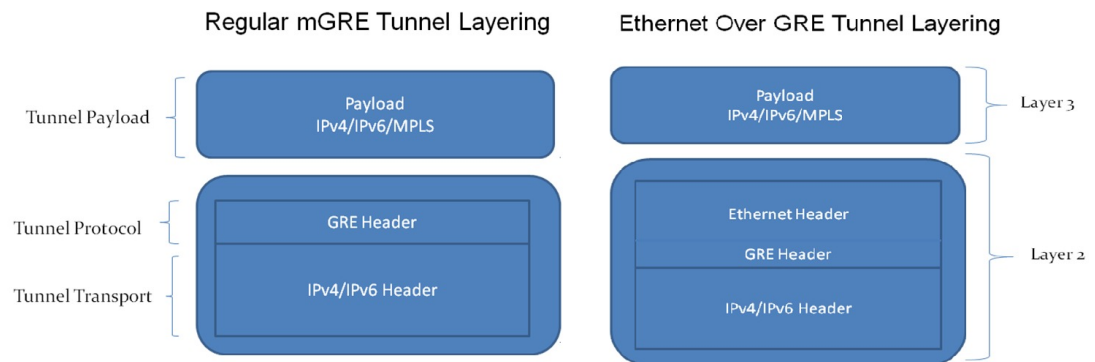 Regular mGRE Tunnel Layering
Tunnel Payload
Payload
IPv4/IPv6/MPLS
Tunnel Protocol
GRE Header
Tunnel Transport
IPv4/IPv6 Header
Ethernet Over GRE Tunnel Layering
Payload
IPv4/IPv6/MPLS
Layer 3
Ethernet Header
GRE Header
Layer 2
IPv4/IPv6 Header